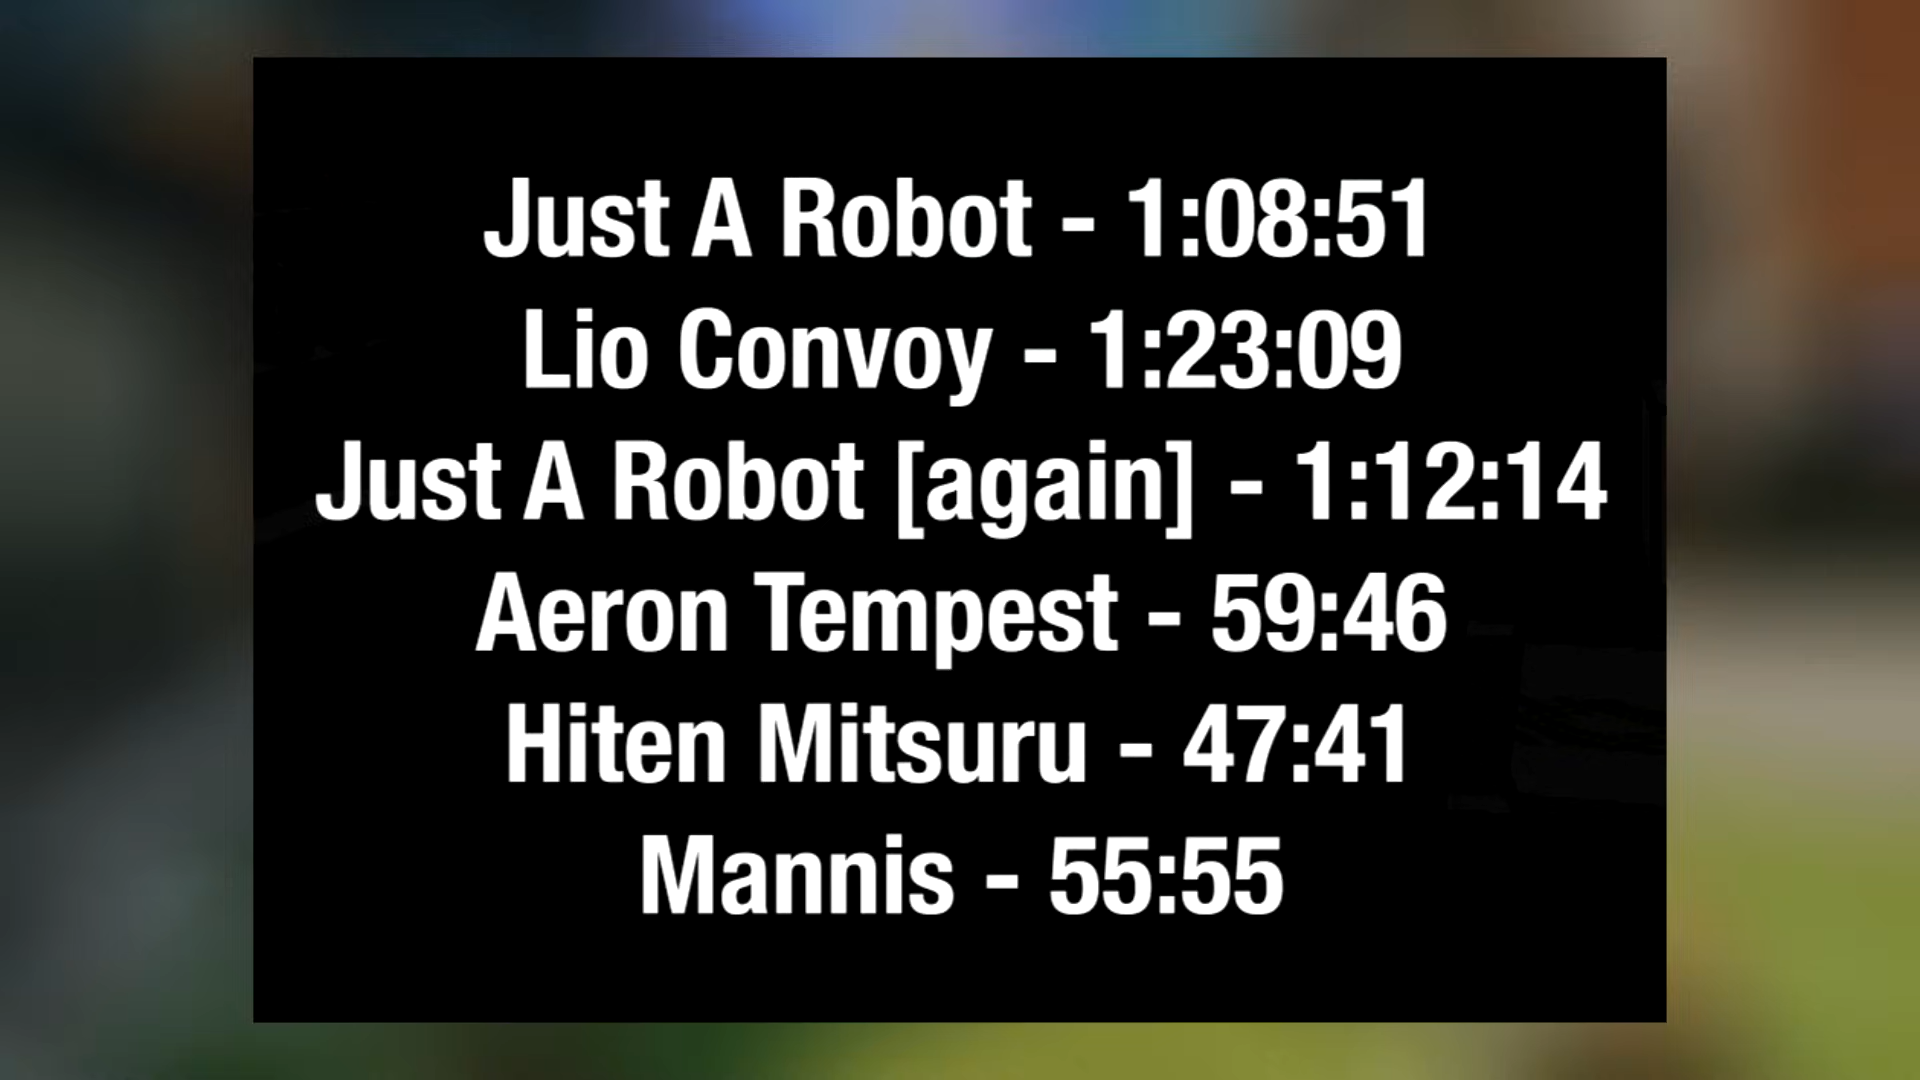 Just A Robot - 1:08:51
Lio Convoy - 1:23:09
Just A Robot [again] - 1:12:14
Aeron Tempest - 59:46
Hiten Mitsuru - 47:41
Mannis - 55:55